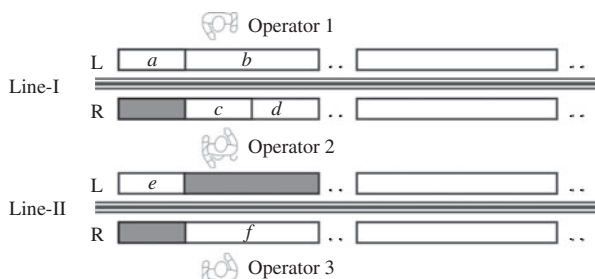 Operator 1
L a b .. ..
Line-I
R c d .. ..
Operator 2
L e .. ..
Line-II
R f .. ..
Operator 3